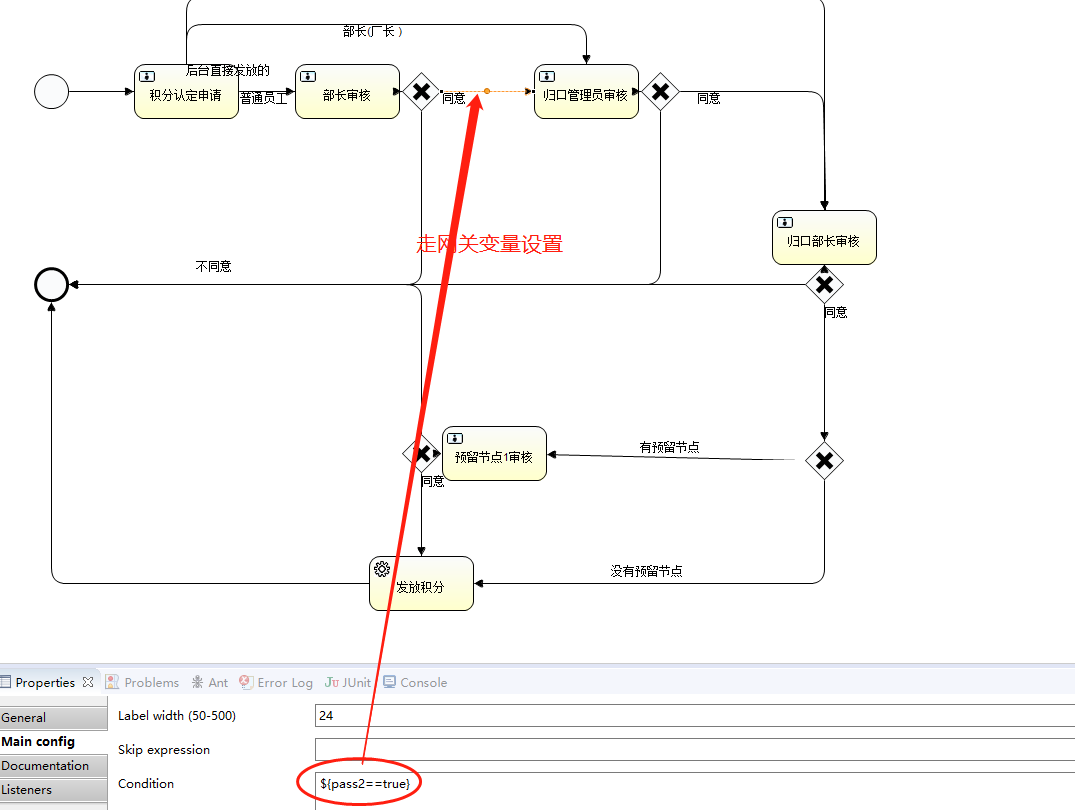 部长(厂长)
后台直接发放的
积分认定申请
普通员工
部长审核
同意
归口管理员审核
同意
走网关变量设置
归口部长审核
不同意
同意
有预留节点
预留节点1审核
同意
没有预留节点
发放积分
Properties
Problems
Ant
Error Log
JUnit
Console
General
Label width (50-500)
24
Main config
Skip expression
Documentation
Condition
${pass2==true}
Listeners